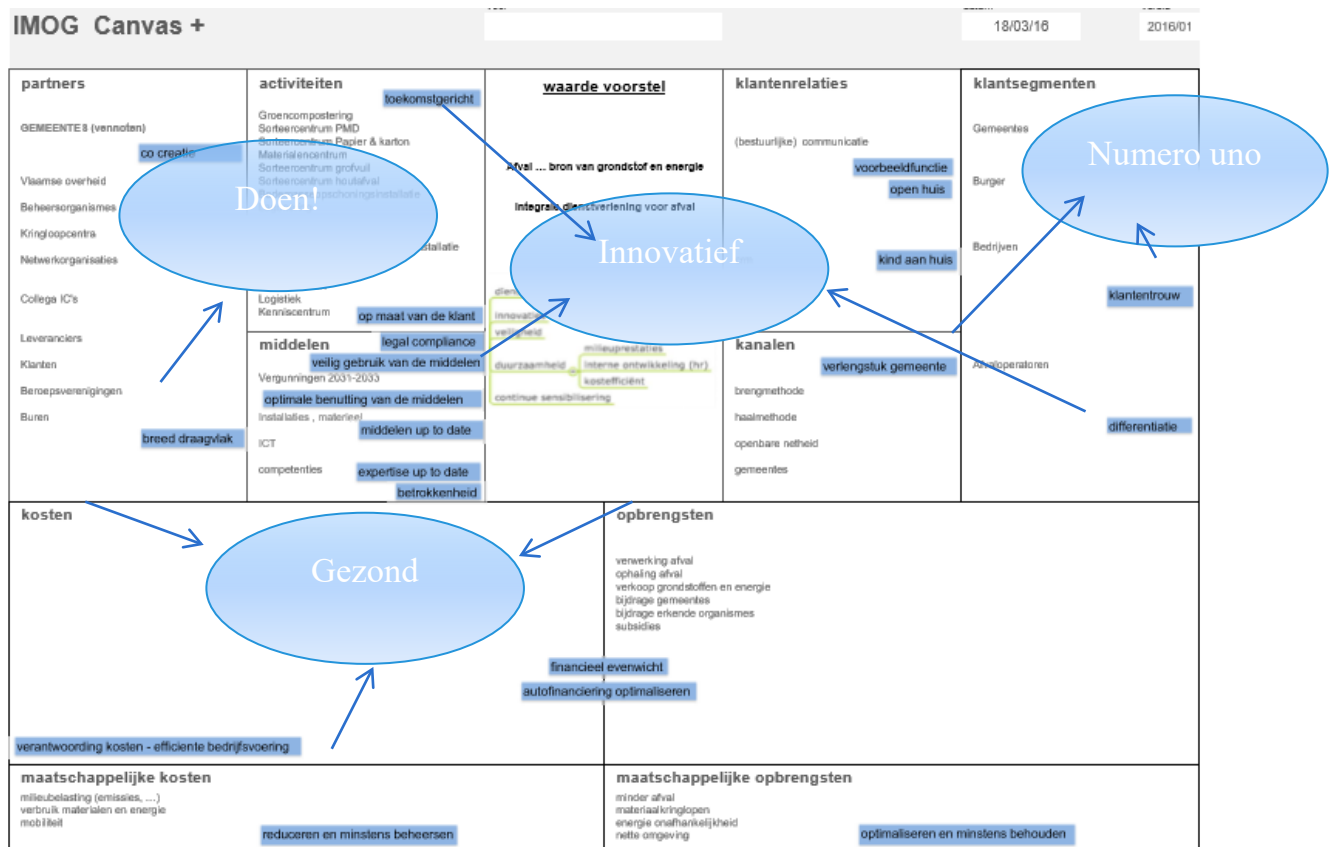 IMOG Canvas +
18/03/16
2016/01
partners
GEMEENTES (vennoten)
co creatie
Vlaamse overheid
Beheersorganismes
Kringloopcentra
Netwerkorganisaties
Collega IC's
Leveranciers
Klanten
Beroepsverenigingen
Buren
breed draagvlak
Doen!
activiteiten
toekomstgericht
Groencompostering
Sorteercentrum PMD
Sorteercentrum Papier & karton
Materialencentrum
Sorteercentrum grofvuil
Sorteercentrum houtafval
Logistiek
Kenniscentrum
op maat van de klant
middelen
legal compliance
veilig gebruik van de middelen
Vergunningen 2031-2033
optimale benutting van de middelen
Installaties , materieel
middelen up to date
ICT
competenties
expertise up to date
betrokkenheid
waarde voorstel
Afval ... bron van grondstof en energie
Integrale dienstverlening voor afval
Innovatief
innovatie
veiligheid
milieuprestaties
duurzaamheid
interne ontwikkeling (hr)
kostefficiënt
continue sensibilisering
klantenrelaties
(bestuurlijke) communicatie
voorbeeldfunctie
open huis
kind aan huis
kanalen
verlengstuk gemeente
brengmethode
haalmethode
openbare netheid
gemeentes
klantsegmenten
Gemeentes
Numero uno
Burger
Bedrijven
klantentrouw
Afvaloperatoren
differentiatie
kosten
Gezond
verantwoording kosten - efficiente bedrijfsvoering
opbrengsten
verwerking afval
ophaling afval
verkoop grondstoffen en energie
bijdrage gemeentes
bijdrage erkende organismes
subsidies
financieel evenwicht
autofinanciering optimaliseren
maatschappelijke kosten
milieubelasting (emissies, ...)
verbruik materialen en energie
mobiliteit
reduceren en minstens beheersen
maatschappelijke opbrengsten
minder afval
materiaalkringlopen
energie onafhankelijkheid
nette omgeving
optimaliseren en minstens behouden